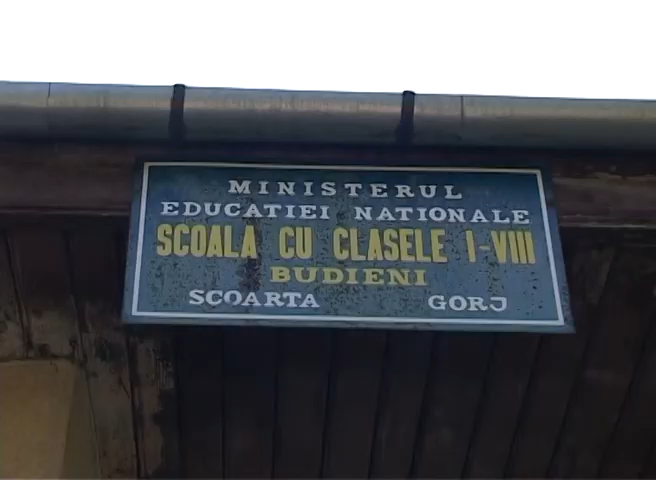 MINISTERUL
EDUCATIEI NATIONALE
SCOALA CU CLASELE I-VIII
BUDIENI
SCOARTA GORJ